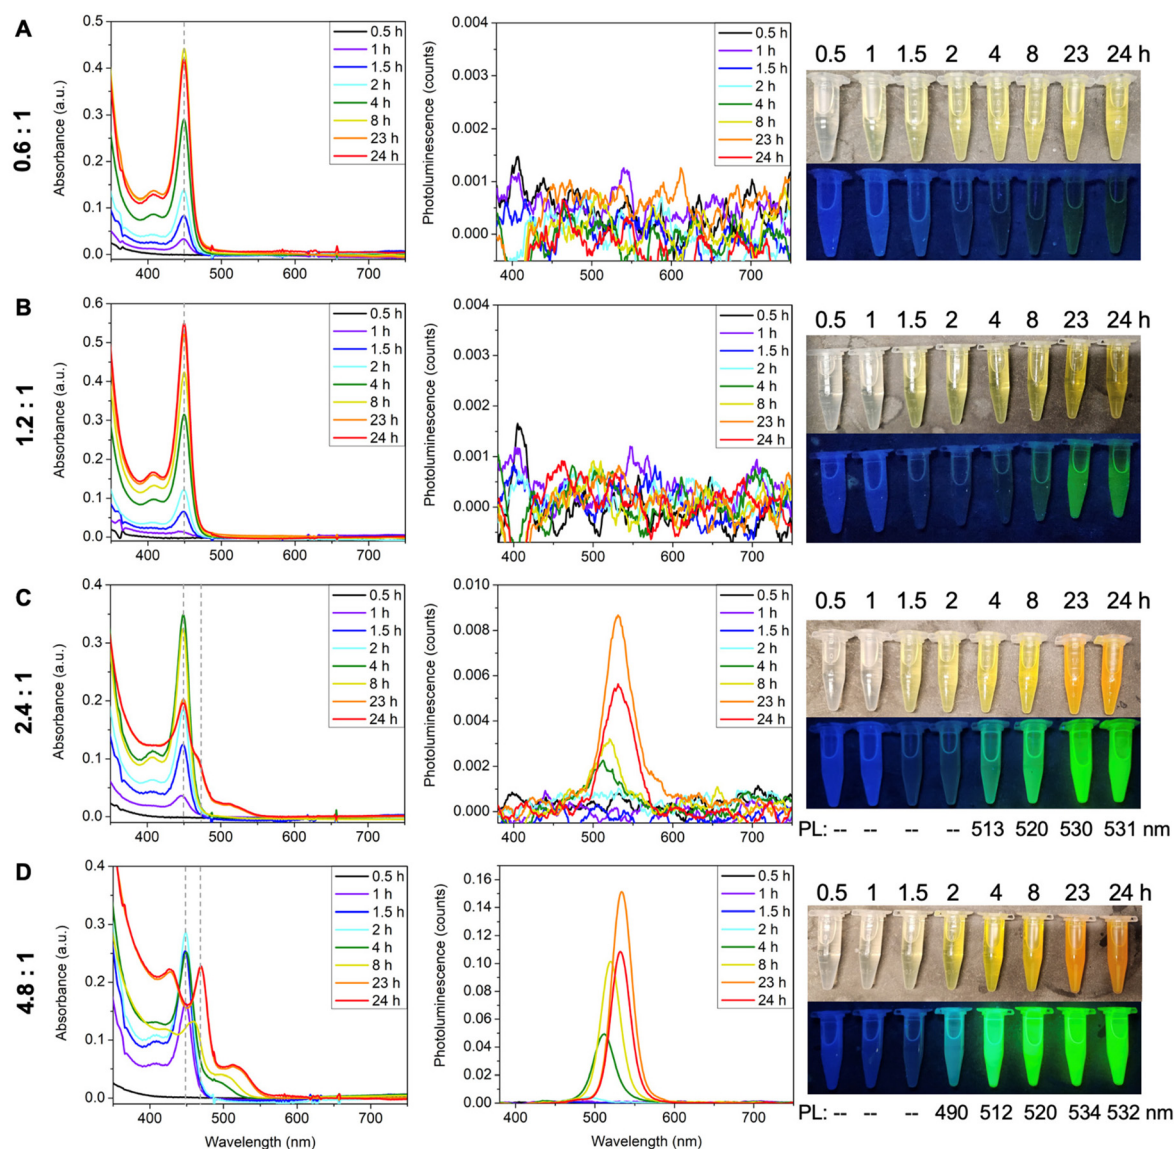 A
0.6 : 1
Absorbance (a.u.)
0.5
0.4
0.3
0.2
0.1
0.0
400 500 600 700
0.5 h
1 h
1.5 h
2 h
4 h
8 h
23 h
24 h
Photoluminescence (counts)
0.004
0.003
0.002
0.001
0.000
400 500 600 700
0.5 h
1 h
1.5 h
2 h
4 h
8 h
23 h
24 h
0.5 1 1.5 2 4 8 23 24 h
B
1.2 : 1
Absorbance (a.u.)
0.6
0.5
0.4
0.3
0.2
0.1
0.0
400 500 600 700
0.5 h
1 h
1.5 h
2 h
4 h
8 h
23 h
24 h
Photoluminescence (counts)
0.004
0.003
0.002
0.001
0.000
400 500 600 700
0.5 h
1 h
1.5 h
2 h
4 h
8 h
23 h
24 h
0.5 1 1.5 2 4 8 23 24 h
C
2.4 : 1
Absorbance (a.u.)
0.4
0.3
0.2
0.1
0.0
400 500 600 700
0.5 h
1 h
1.5 h
2 h
4 h
8 h
23 h
24 h
Photoluminescence (counts)
0.010
0.008
0.006
0.004
0.002
0.000
400 500 600 700
0.5 h
1 h
1.5 h
2 h
4 h
8 h
23 h
24 h
0.5 1 1.5 2 4 8 23 24 h
PL: -- -- -- -- 513 520 530 531 nm
D
4.8 : 1
Absorbance (a.u.)
0.4
0.3
0.2
0.1
0.0
400 500 600 700
Wavelength (nm)
0.5 h
1 h
1.5 h
2 h
4 h
8 h
23 h
24 h
Photoluminescence (counts)
0.16
0.14
0.12
0.10
0.08
0.06
0.04
0.02
0.00
400 500 600 700
Wavelength (nm)
0.5 h
1 h
1.5 h
2 h
4 h
8 h
23 h
24 h
0.5 1 1.5 2 4 8 23 24 h
PL: -- -- -- 490 512 520 534 532 nm